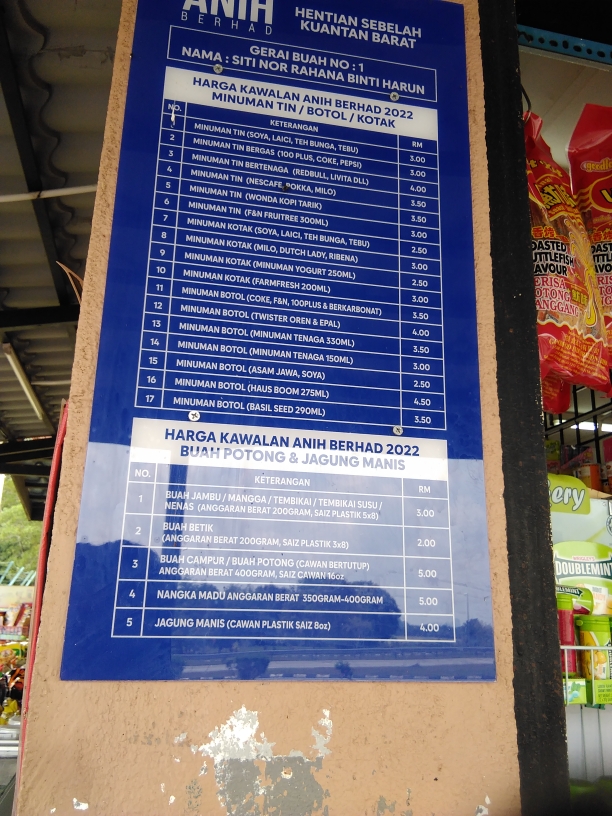 ANIH
BERHAD
HENTIAN SEBELAH
KUANTAN BARAT
GERAI BUAH NO : 1
NAMA : SITI NOR RAHANA BINTI HARUN
HARGA KAWALAN ANIH BERHAD 2022
MINUMAN TIN / BOTOL / KOTAK
NO. KETERANGAN RM
1 MINUMAN TIN (SOYA, LAICI, TEH BUNGA, TEBU) 3.00
2 MINUMAN TIN BERGAS (100 PLUS, COKE, PEPSI) 3.00
3 MINUMAN TIN BERTENAGA (REDBULL, LIVITA DLL) 4.00
4 MINUMAN TIN (NESCAFE, POKKA, MILO) 3.50
5 MINUMAN TIN (WONDA KOPI TARIK) 3.50
6 MINUMAN TIN (F&N FRUITREE 300ML) 3.00
7 MINUMAN KOTAK (SOYA, LAICI, TEH BUNGA, TEBU) 2.50
8 MINUMAN KOTAK (MILO, DUTCH LADY, RIBENA) 3.00
9 MINUMAN KOTAK (MINUMAN YOGURT 250ML) 2.50
10 MINUMAN KOTAK (FARMFRESH 200ML) 3.00
11 MINUMAN BOTOL (COKE, F&N, 100PLUS & BERKARBONAT) 3.50
12 MINUMAN BOTOL (TWISTER OREN & EPAL) 4.00
13 MINUMAN BOTOL (MINUMAN TENAGA 330ML) 3.50
14 MINUMAN BOTOL (MINUMAN TENAGA 150ML) 3.00
15 MINUMAN BOTOL (ASAM JAWA, SOYA) 2.50
16 MINUMAN BOTOL (HAUS BOOM 275ML) 4.50
17 MINUMAN BOTOL (BASIL SEED 290ML) 3.50
HARGA KAWALAN ANIH BERHAD 2022
BUAH POTONG & JAGUNG MANIS
NO. KETERANGAN RM
1 BUAH JAMBU / MANGGA / TEMBIKAI / TEMBIKAI SUSU /
NENAS (ANGGARAN BERAT 200GRAM, SAIZ PLASTIK 5x8) 3.00
2 BUAH BETIK
(ANGGARAN BERAT 200GRAM, SAIZ PLASTIK 3x8) 2.00
3 BUAH CAMPUR / BUAH POTONG (CAWAN BERTUTUP)
ANGGARAN BERAT 400GRAM, SAIZ CAWAN 16oz 5.00
4 NANGKA MADU ANGGARAN BERAT 350GRAM-400GRAM 5.00
5 JAGUNG MANIS (CAWAN PLASTIK SAIZ 8oz) 4.00
OASTED
UTTLEFISH
AVOUR
ERISA
OTONG
ANGGANG
ery
DOUBLEMINT